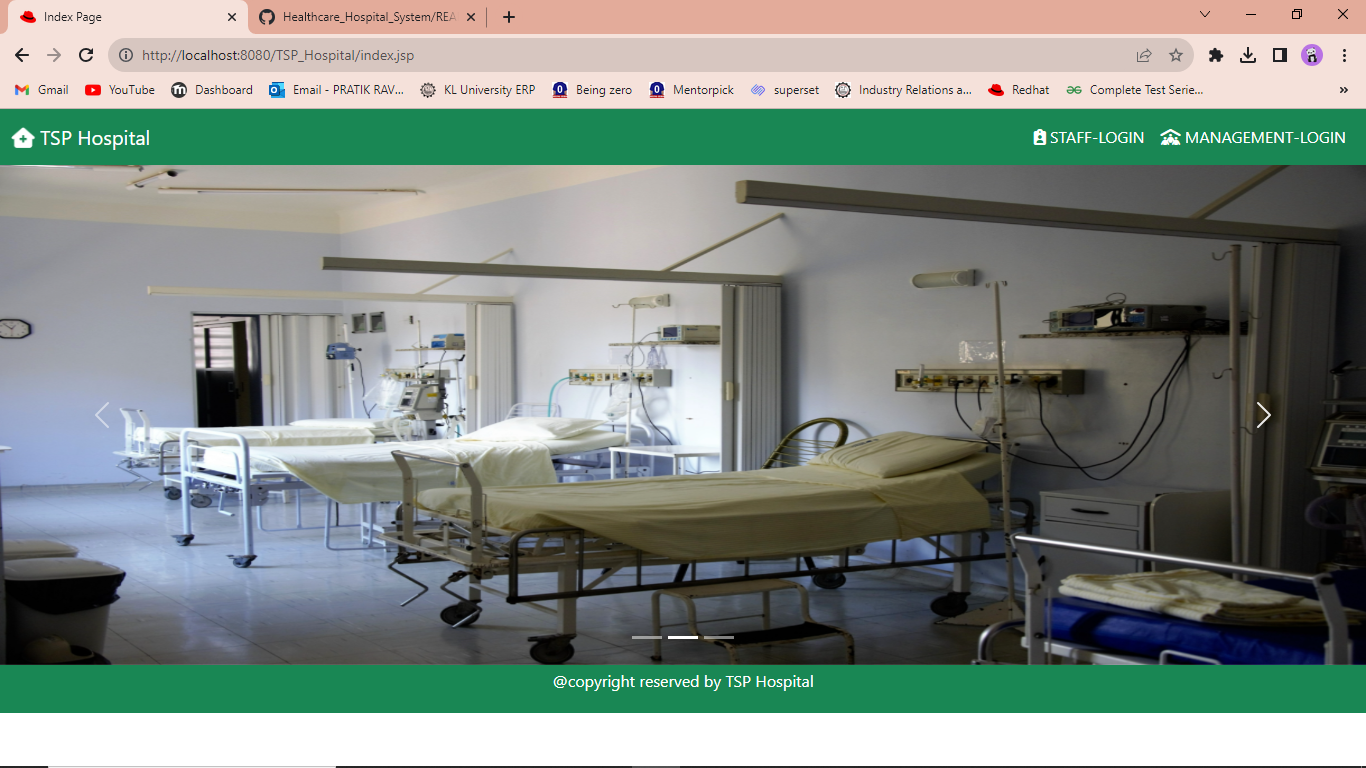 Index Page
Healthcare_Hospital_System/REA
http://localhost:8080/TSP_Hospital/index.jsp
Gmail YouTube Dashboard Email - PRATIK RAV... KL University ERP Being zero Mentorpick superset Industry Relations a... Redhat Complete Test Serie... »
TSP Hospital STAFF-LOGIN MANAGEMENT-LOGIN
@copyright reserved by TSP Hospital